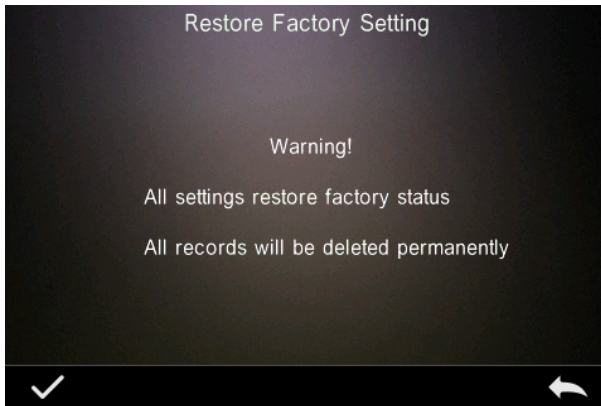 Restore Factory Setting
Warning!
All settings restore factory status
All records will be deleted permanently